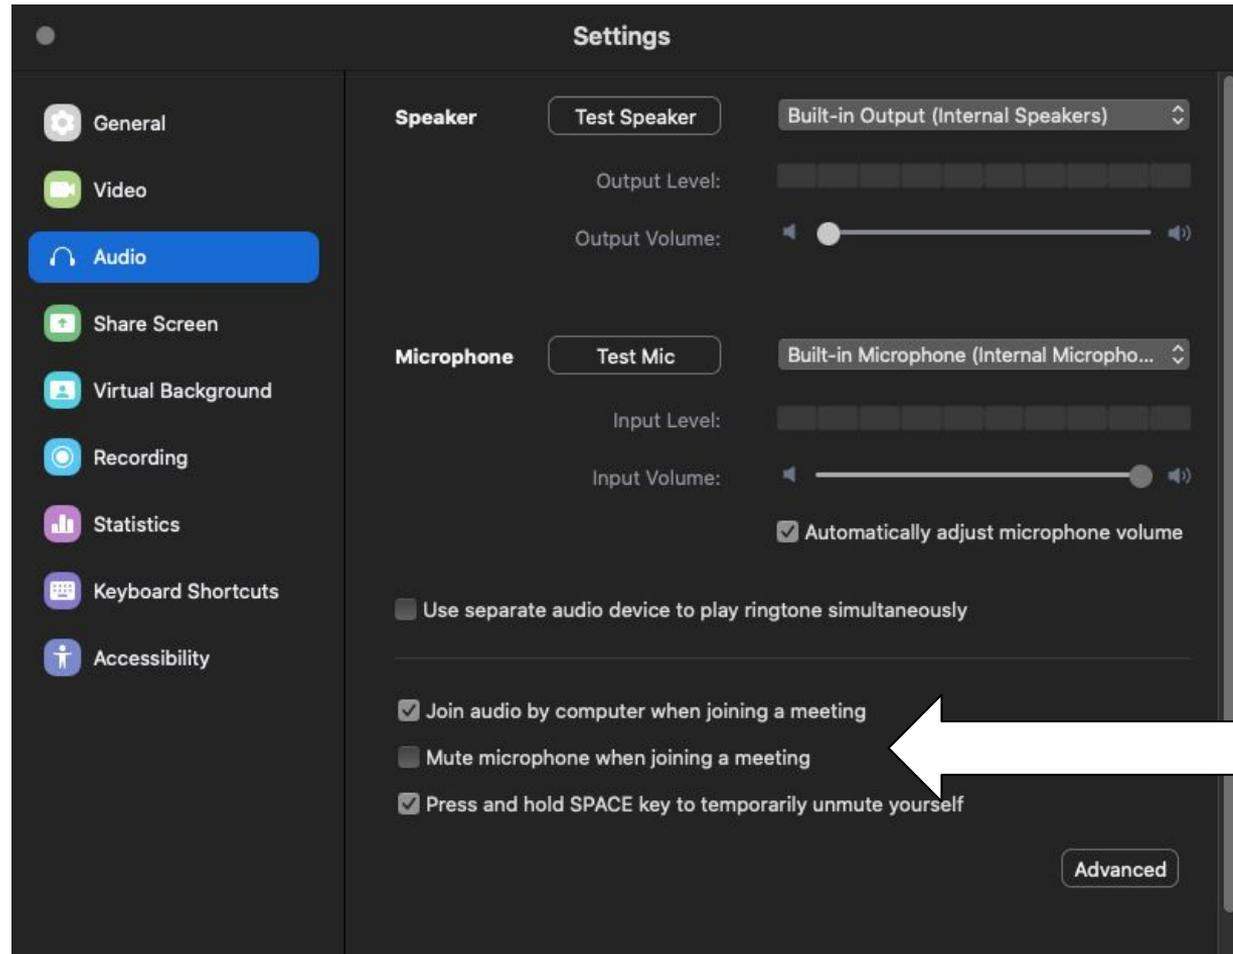 Settings
General
Video
Audio
Share Screen
Virtual Background
Recording
Statistics
Keyboard Shortcuts
Accessibility
Speaker
Test Speaker
Built-in Output (Internal Speakers)
Output Level:
Output Volume:
Microphone
Test Mic
Built-in Microphone (Internal Micropho...
Input Level:
Input Volume:
Automatically adjust microphone volume
Use separate audio device to play ringtone simultaneously
Join audio by computer when joining a meeting
Mute microphone when joining a meeting
Press and hold SPACE key to temporarily unmute yourself
Advanced